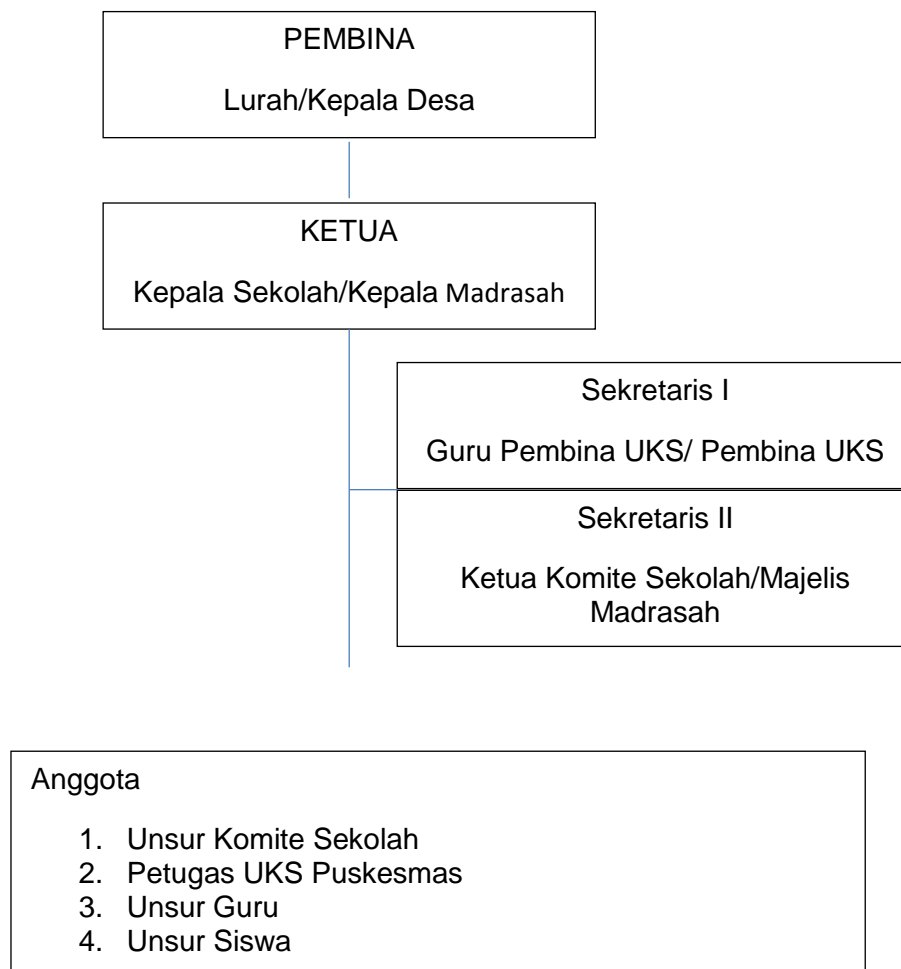 PEMBINA
Lurah/Kepala Desa
KETUA
Kepala Sekolah/Kepala Madrasah
Sekretaris I
Guru Pembina UKS/ Pembina UKS
Sekretaris II
Ketua Komite Sekolah/Majelis
Madrasah
Anggota
1. Unsur Komite Sekolah
2. Petugas UKS Puskesmas
3. Unsur Guru
4. Unsur Siswa